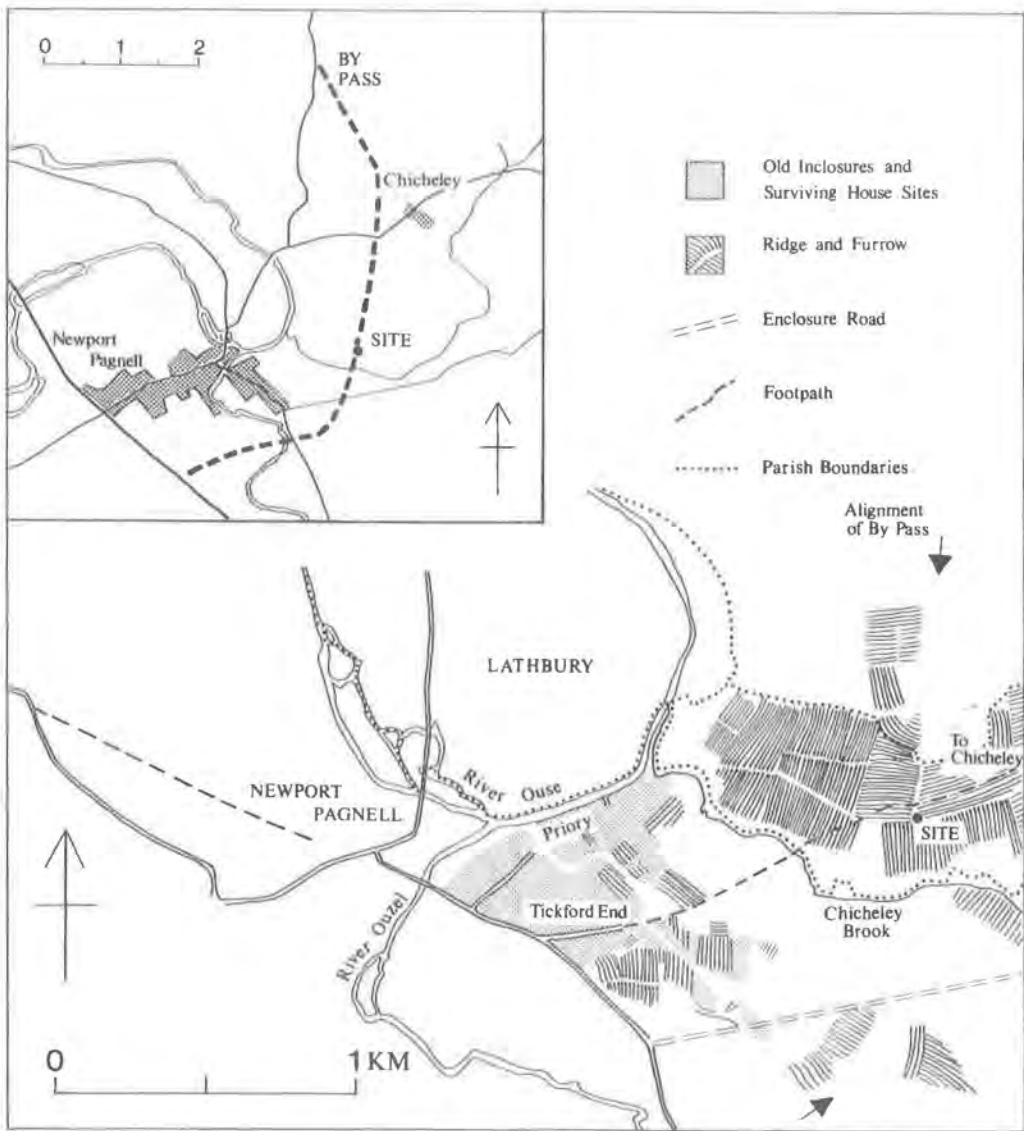 0 1 2
BY
PASS
Chicheley
SITE
Newport
Pagnell
Old Inclosures and
Surviving House Sites
Ridge and Furrow
Enclosure Road
Footpath
Parish Boundaries
Alignment
of By Pass
LATHBURY
To
Chicheley
NEWPORT
PAGNELL
River Ouse
Priory
SITE
Tickford End
Chicheley
Brook
River Ouzel
0 1 KM